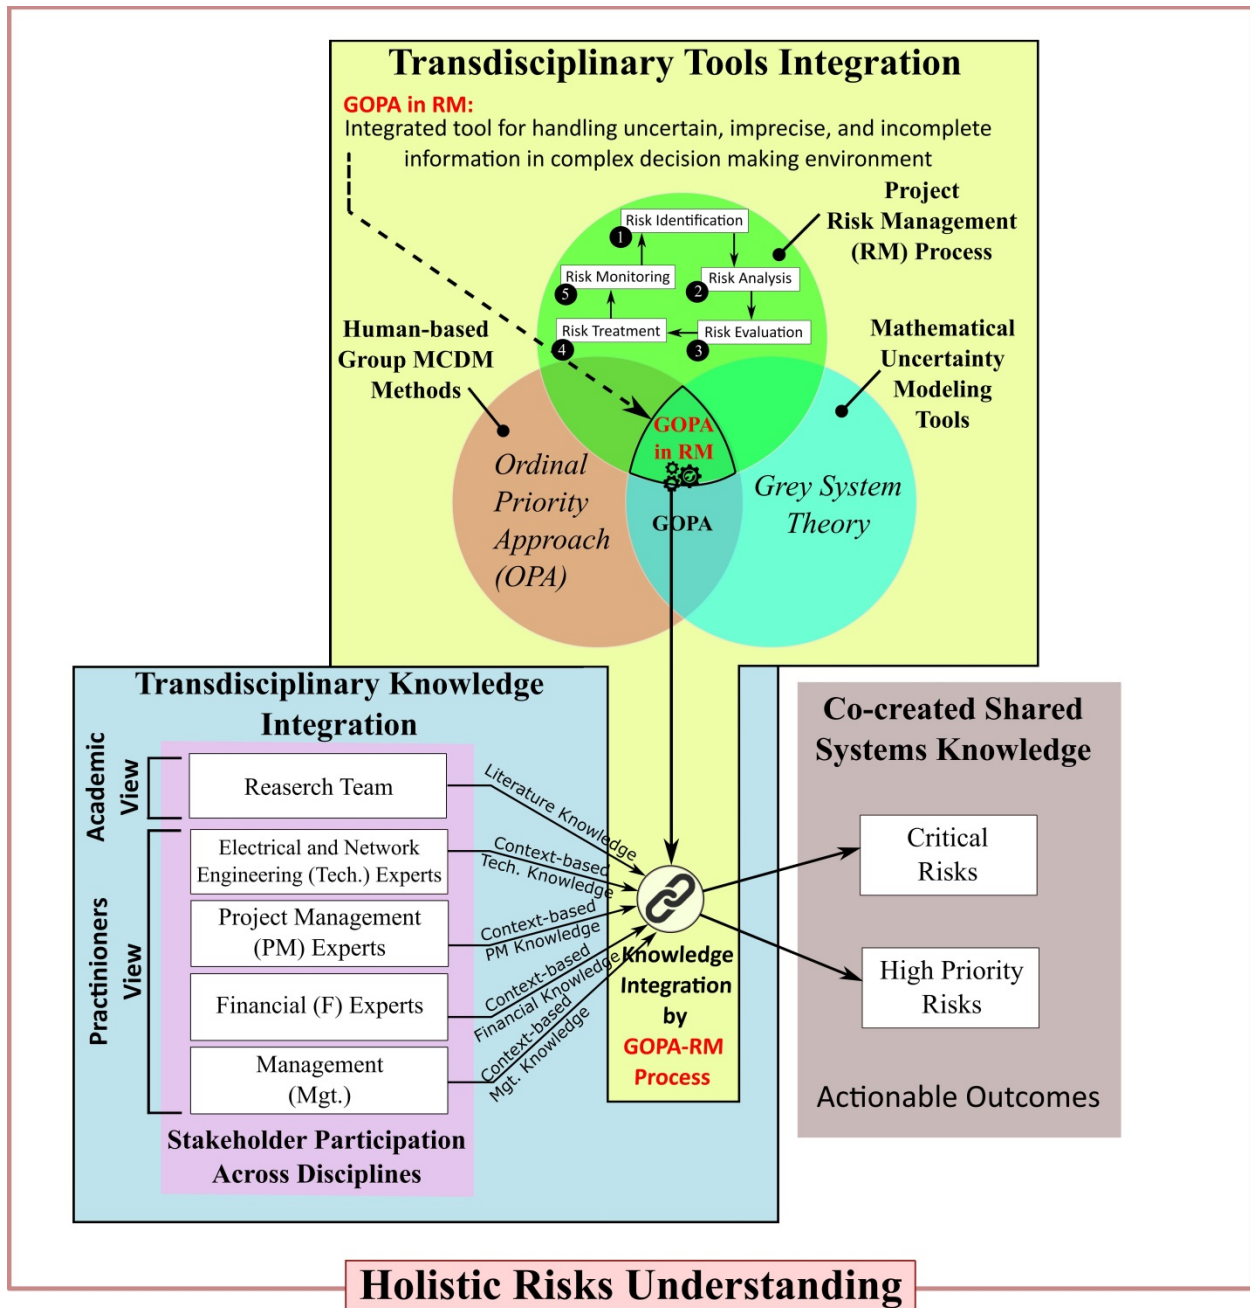 Transdisciplinary Tools Integration
GOPA in RM:
Integrated tool for handling uncertain, imprecise, and incomplete
information in complex decision making environment
Project
Risk Management
(RM) Process
Risk Identification
1
Risk Monitoring
5
Risk Analysis
2
Risk Treatment
4
Risk Evaluation
3
Human-based
Group MCDM
Methods
Mathematical
Uncertainty
Modeling
Tools
GOPA
in RM
Ordinal
Priority
Approach
(OPA)
GOPA
Grey System
Theory
Transdisciplinary Knowledge
Integration
Academic
View
Reaserch Team
Literature Knowledge
Practinioners
View
Electrical and Network
Engineering (Tech.) Experts
Context-based
Tech. Knowledge
Project Management
(PM) Experts
Context-based
PM Knowledge
Financial (F) Experts
Context-based
Financial Knowledge
Management
(Mgt.)
Context-based
Mgt. Knowledge
Stakeholder Participation
Across Disciplines
Knowledge
Integration
by
GOPA-RM
Process
Co-created Shared
Systems Knowledge
Critical
Risks
High Priority
Risks
Actionable Outcomes
Holistic Risks Understanding